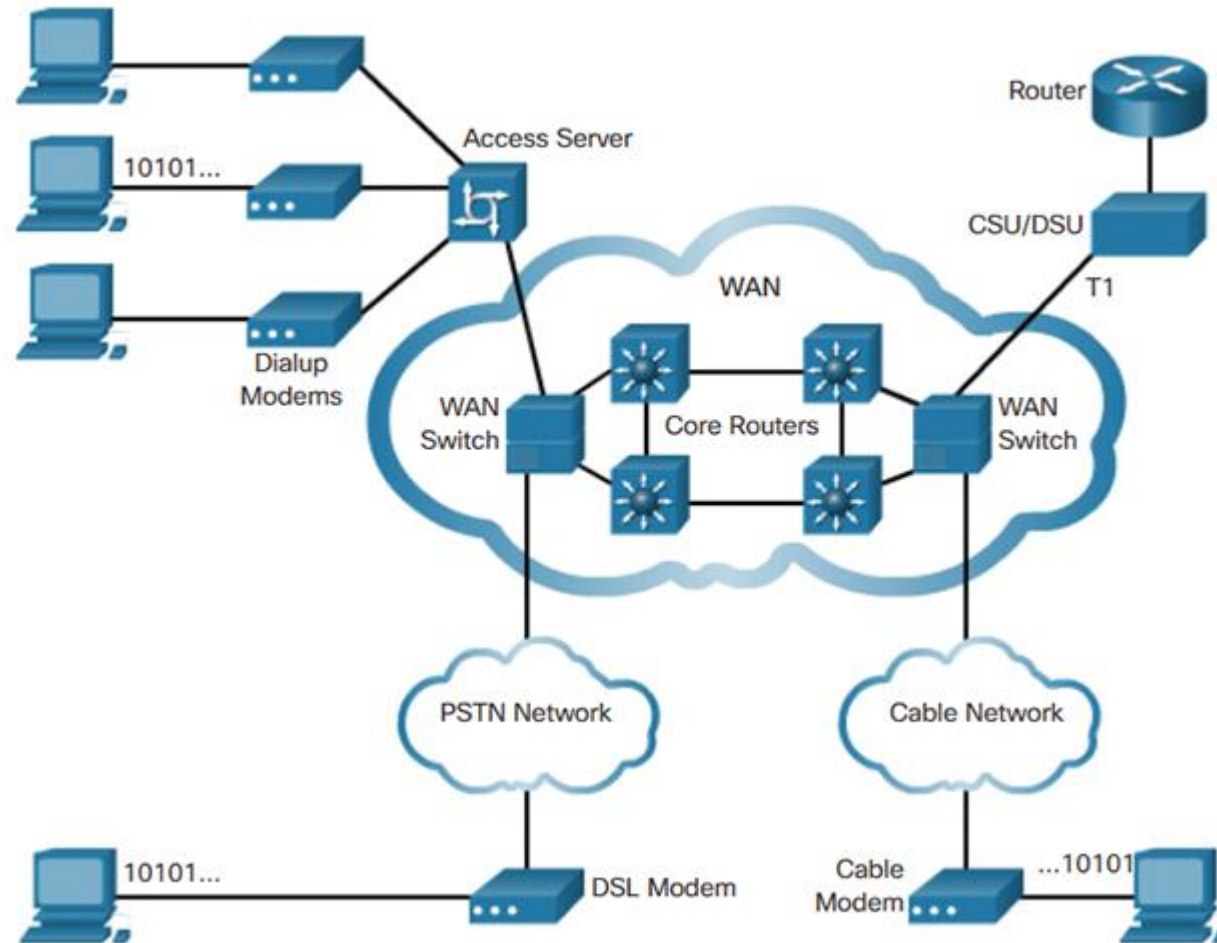 Router
Access Server
10101...
CSU/DSU
WAN
T1
Dialup
Modems
WAN
Switch
Core Routers
WAN
Switch
PSTN Network
Cable Network
10101...
DSL Modem
Cable
Modem
...10101